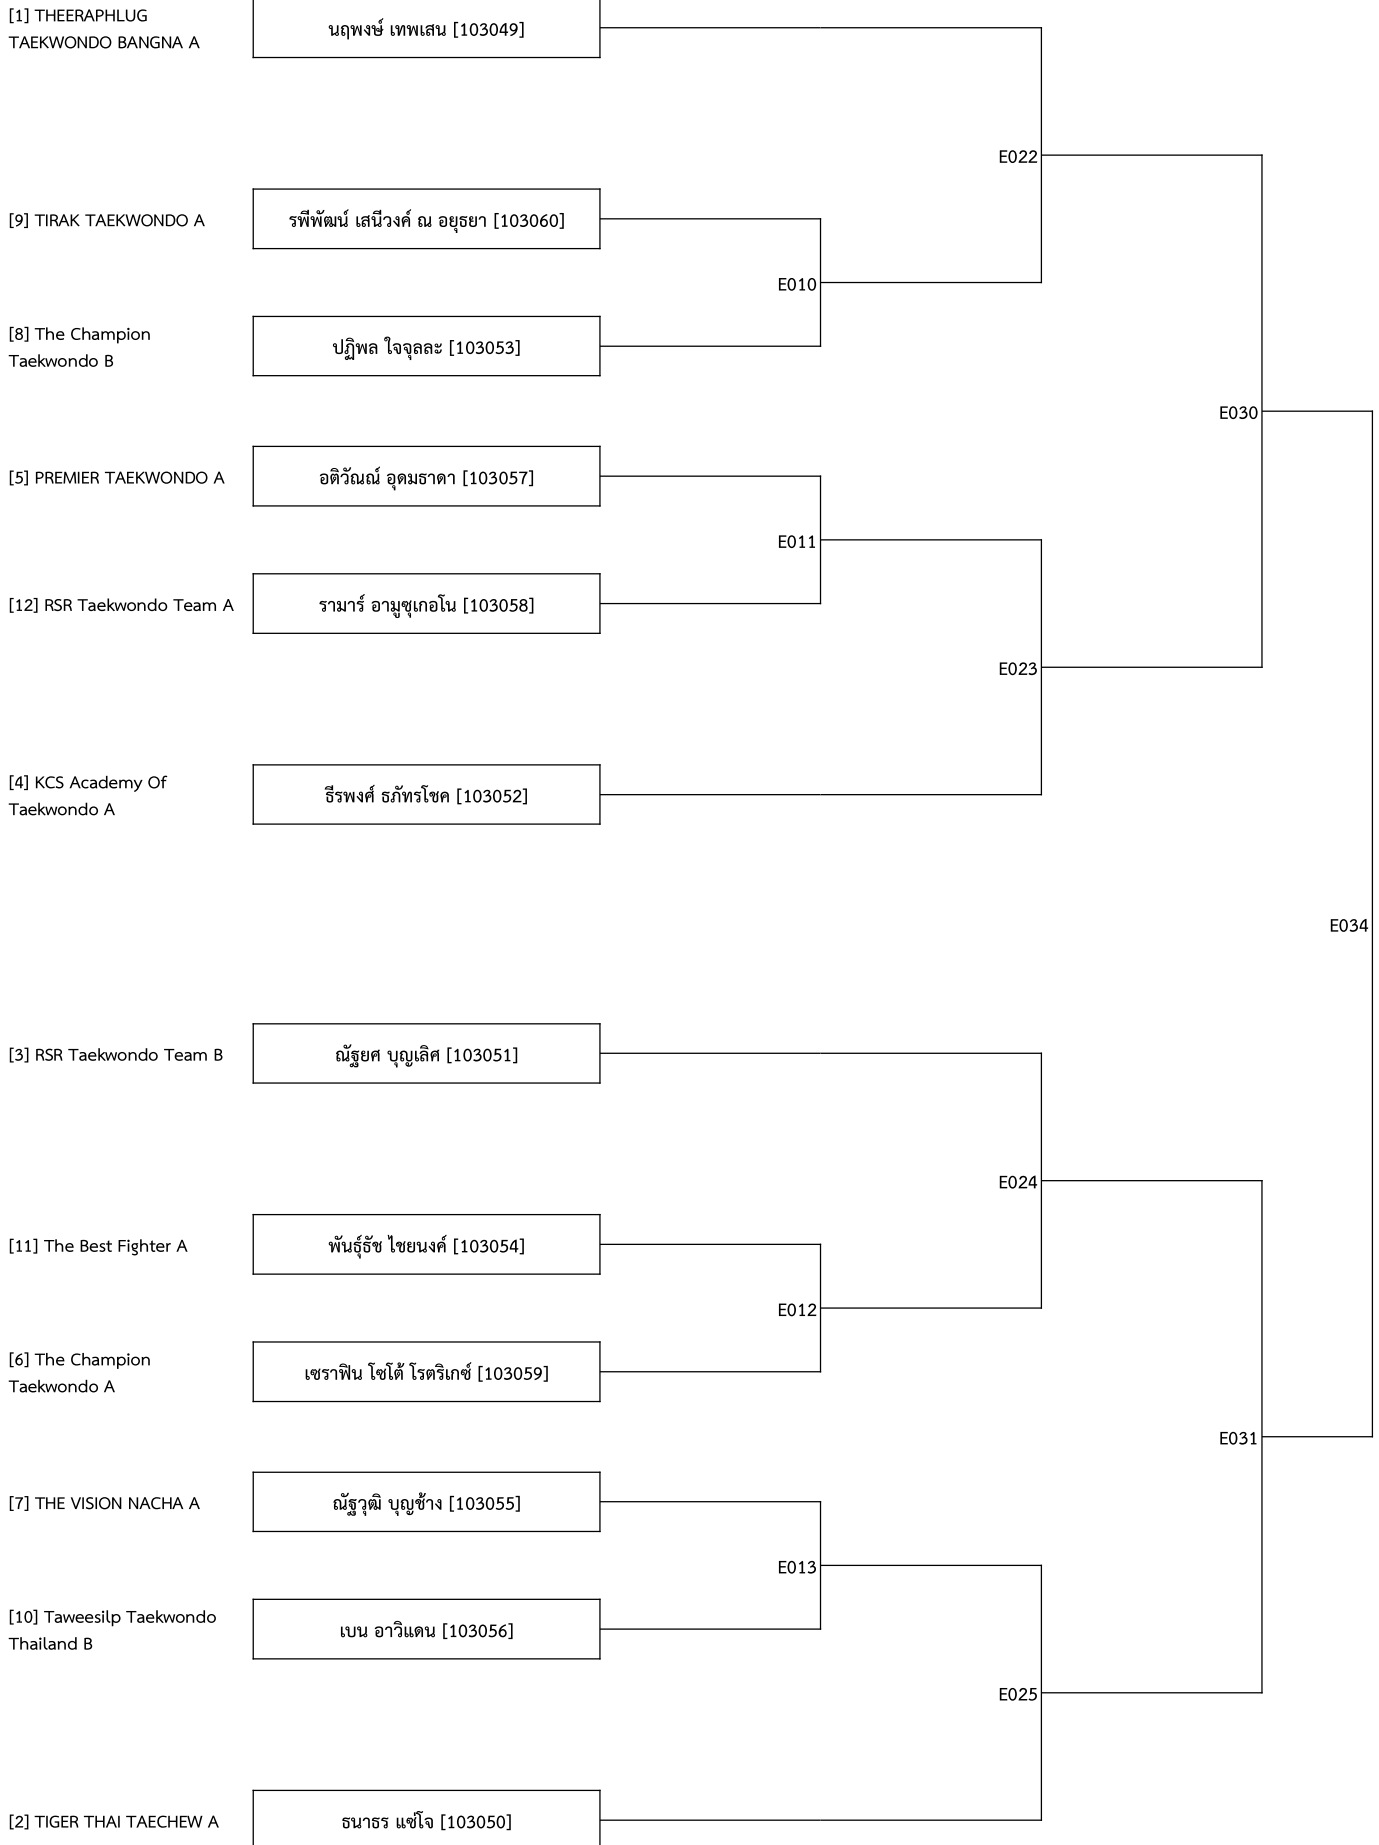 [1] THEERAPHLUG
TAEKWONDO BANGNA A
นฤพงษ์ เทพเสน [103049]
E022
[9] TIRAK TAEKWONDO A
รพีพัฒน์ เสนีวงค์ ณ อยุธยา [103060]
E010
[8] The Champion
Taekwondo B
ปฏิพล ใจจุลละ [103053]
E030
[5] PREMIER TAEKWONDO A
อติวัณณ์ อุดมธาดา [103057]
E011
[12] RSR Taekwondo Team A
รามาร์ อามูซุเกอโน [103058]
E023
[4] KCS Academy Of
Taekwondo A
ธีรพงศ์ ธภัทรโชค [103052]
E034
[3] RSR Taekwondo Team B
ณัฐยศ บุญเลิศ [103051]
E024
[11] The Best Fighter A
พันธุ์ธัช ไชยนงค์ [103054]
E012
[6] The Champion
Taekwondo A
เซราฟิน โซโต้ โรตริเกซ์ [103059]
E031
[7] THE VISION NACHA A
ณัฐวุฒิ บุญช้าง [103055]
E013
[10] Taweesilp Taekwondo
Thailand B
เบน อาวิแดน [103056]
E025
[2] TIGER THAI TAECHEW A
ธนาธร แซ่โจ [103050]